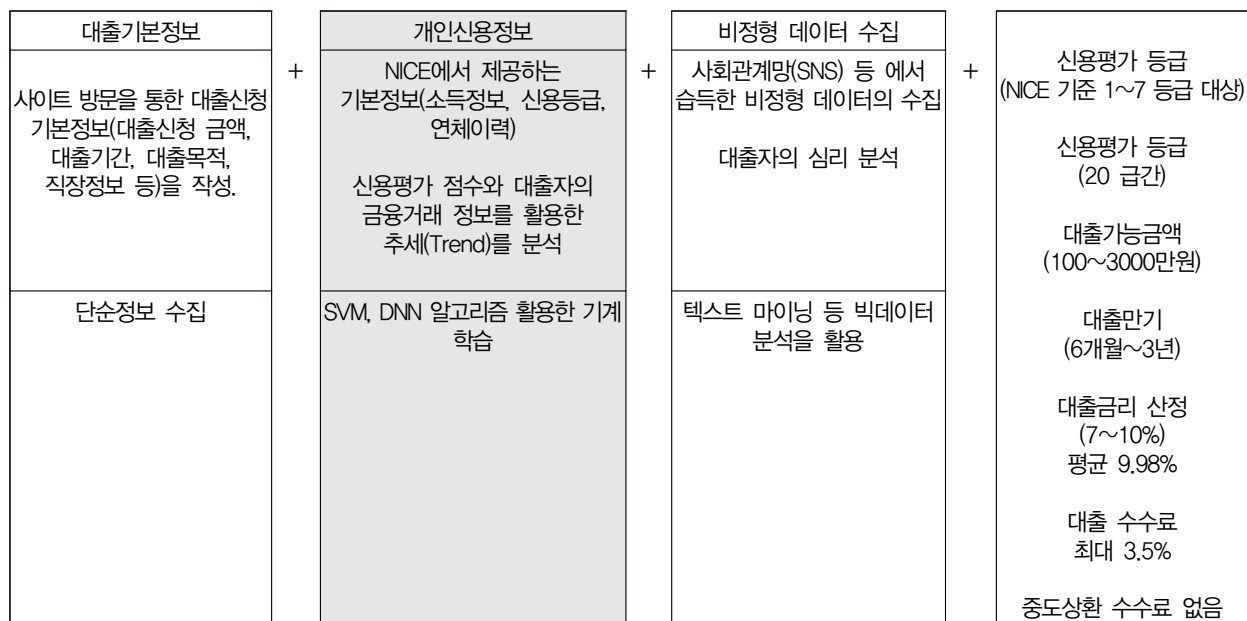 대출기본정보
사이트 방문을 통한 대출신청
기본정보(대출신청 금액,
대출기간, 대출목적,
직장정보 등)을 작성.
단순정보 수집
+
개인신용정보
NICE에서 제공하는
기본정보(소득정보, 신용등급,
연체이력)
신용평가 점수와 대출자의
금융거래 정보를 활용한
추세(Trend)를 분석
SVM, DNN 알고리즘 활용한 기계
학습
+
비정형 데이터 수집
사회관계망(SNS) 등 에서
습득한 비정형 데이터의 수집
대출자의 심리 분석
텍스트 마이닝 등 빅데이터
분석을 활용
+
신용평가 등급
(NICE 기준 1～7 등급 대상)
신용평가 등급
(20 급간)
대출가능금액
(100～3000만원)
대출만기
(6개월～3년)
대출금리 산정
(7～10%)
평균 9.98%
대출 수수료
최대 3.5%
중도상환 수수료 없음